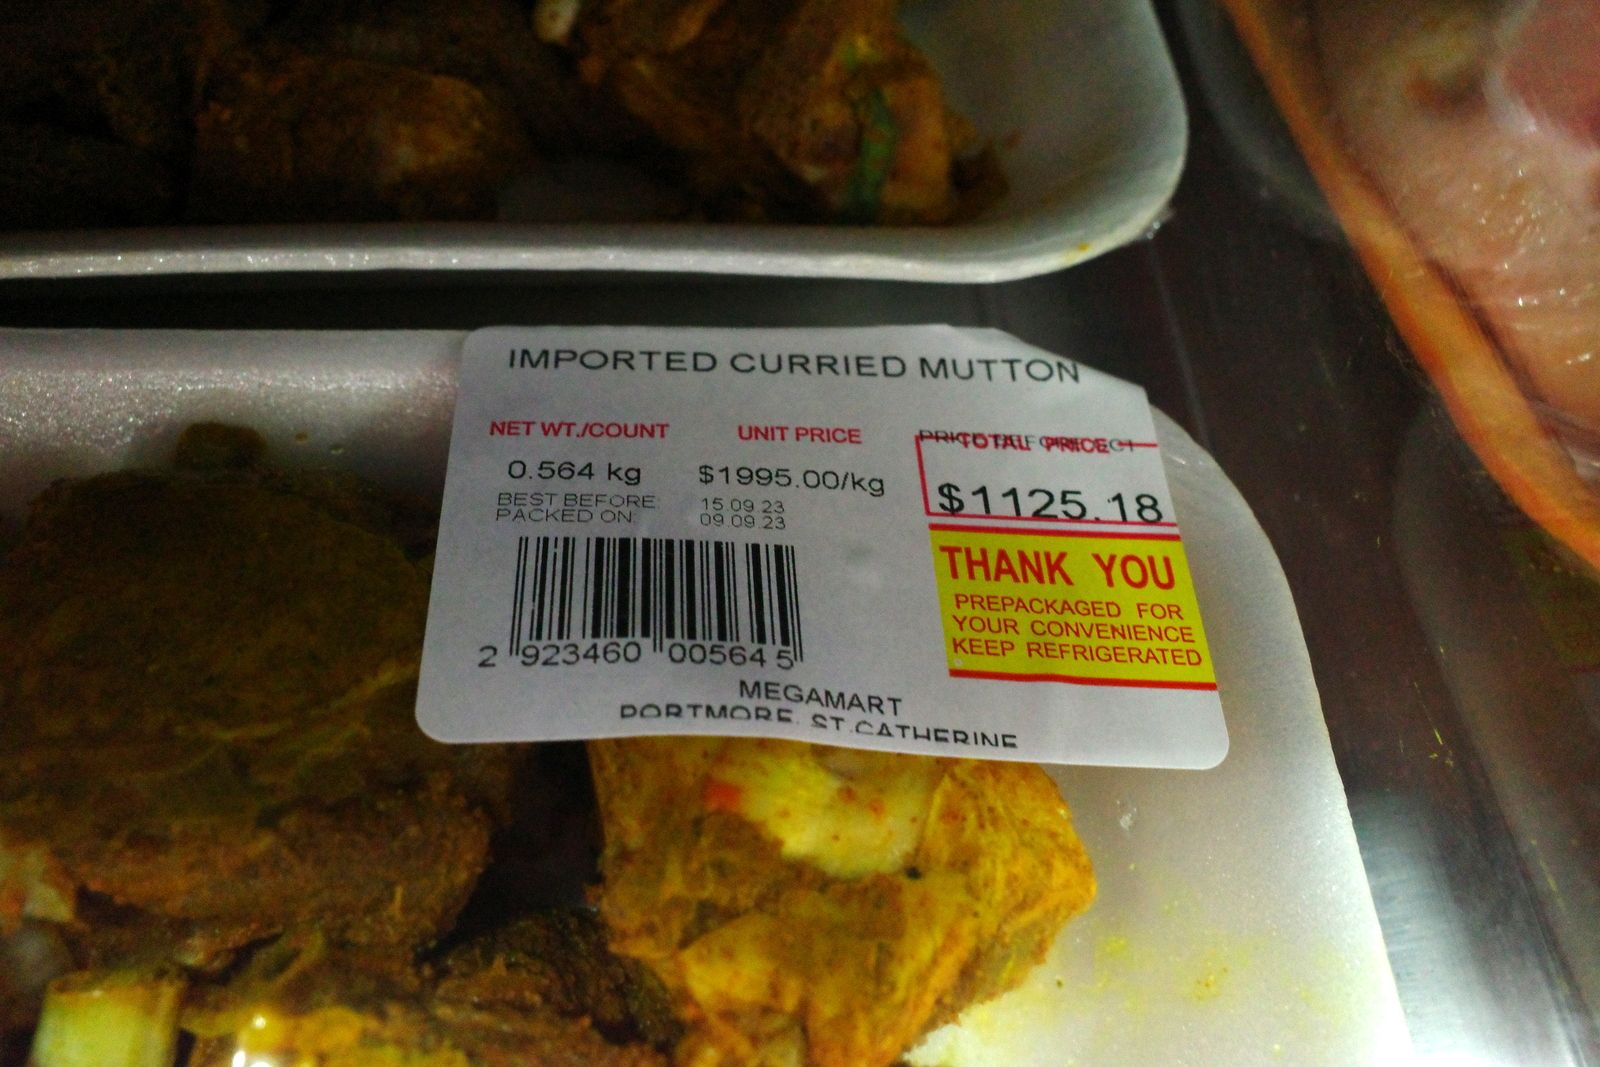 IMPORTED CURRIED MUTTON
NET WT./COUNT UNIT PRICE TOTAL PRICE
0.564 kg $1995.00/kg $1125.18
BEST BEFORE: 15.09.23
PACKED ON: 09.09.23
2 923460 005645
THANK YOU
PREPACKAGED FOR
YOUR CONVENIENCE
KEEP REFRIGERATED
MEGAMART
PORTMORE, ST.CATHERINE